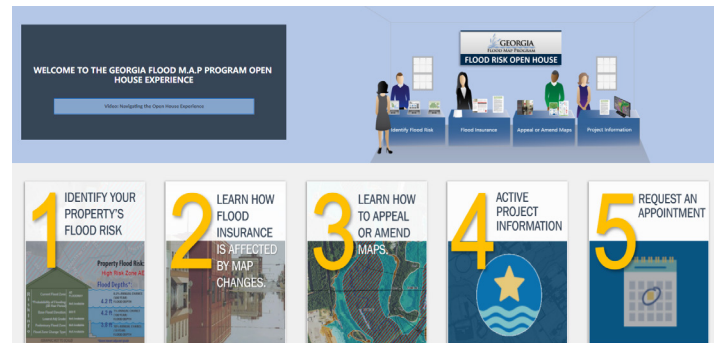 WELCOME TO THE GEORGIA FLOOD M.A.P PROGRAM OPEN
HOUSE EXPERIENCE
Video: Navigating the Open House Experience
GEORGIA
FLOOD MAP PROGRAM
FLOOD RISK OPEN HOUSE
Identify Flood Risk
Flood Insurance
Appeal or Amend Maps
Project Information
1
IDENTIFY YOUR
PROPERTY'S
FLOOD RISK
Property Flood Risk:
High Risk Zone AE
Flood Depths*:
4.3 ft
4.3 ft
2
LEARN HOW
FLOOD
INSURANCE
IS AFFECTED
BY MAP
CHANGES.
3
LEARN HOW
TO APPEAL
OR AMEND
MAPS.
4
ACTIVE
PROJECT
INFORMATION
5
REQUEST AN
APPOINTMENT